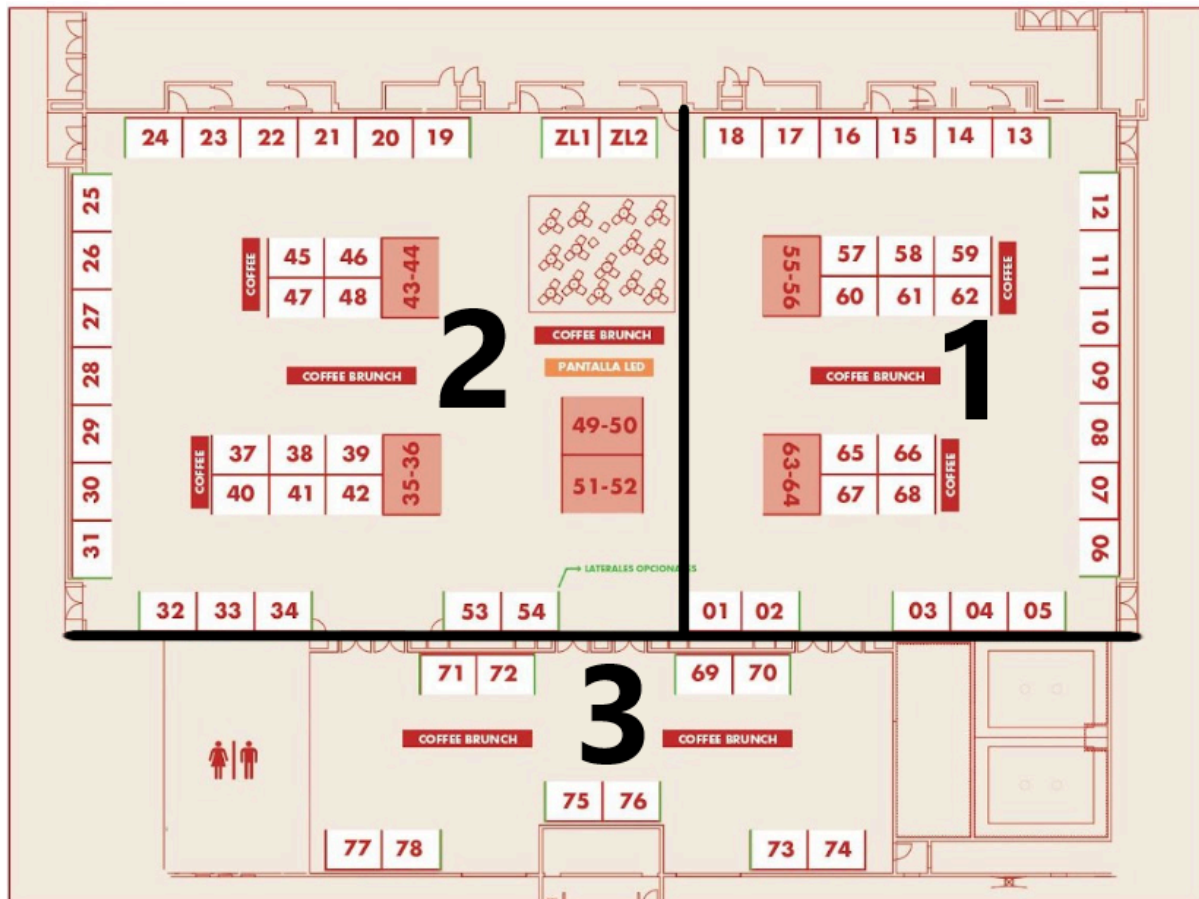 24 23 22 21 20 19 ZL1 ZL2 18 17 16 15 14 13
25
26
27
28
29
30
31
12
11
10
09
08
07
06
COFFEE
45 46
47 48
43-44
COFFEE BRUNCH
PANTALLA LED
55-56
57 58 59
60 61 62
COFFEE
2
1
COFFEE BRUNCH
COFFEE BRUNCH
COFFEE
37 38 39
40 41 42
35-36
49-50
51-52
63-64
65 66
67 68
COFFEE
LATERALES OPCIONALES
32 33 34 53 54 01 02 03 04 05
71 72 69 70
3
COFFEE BRUNCH COFFEE BRUNCH
75 76
77 78 73 74